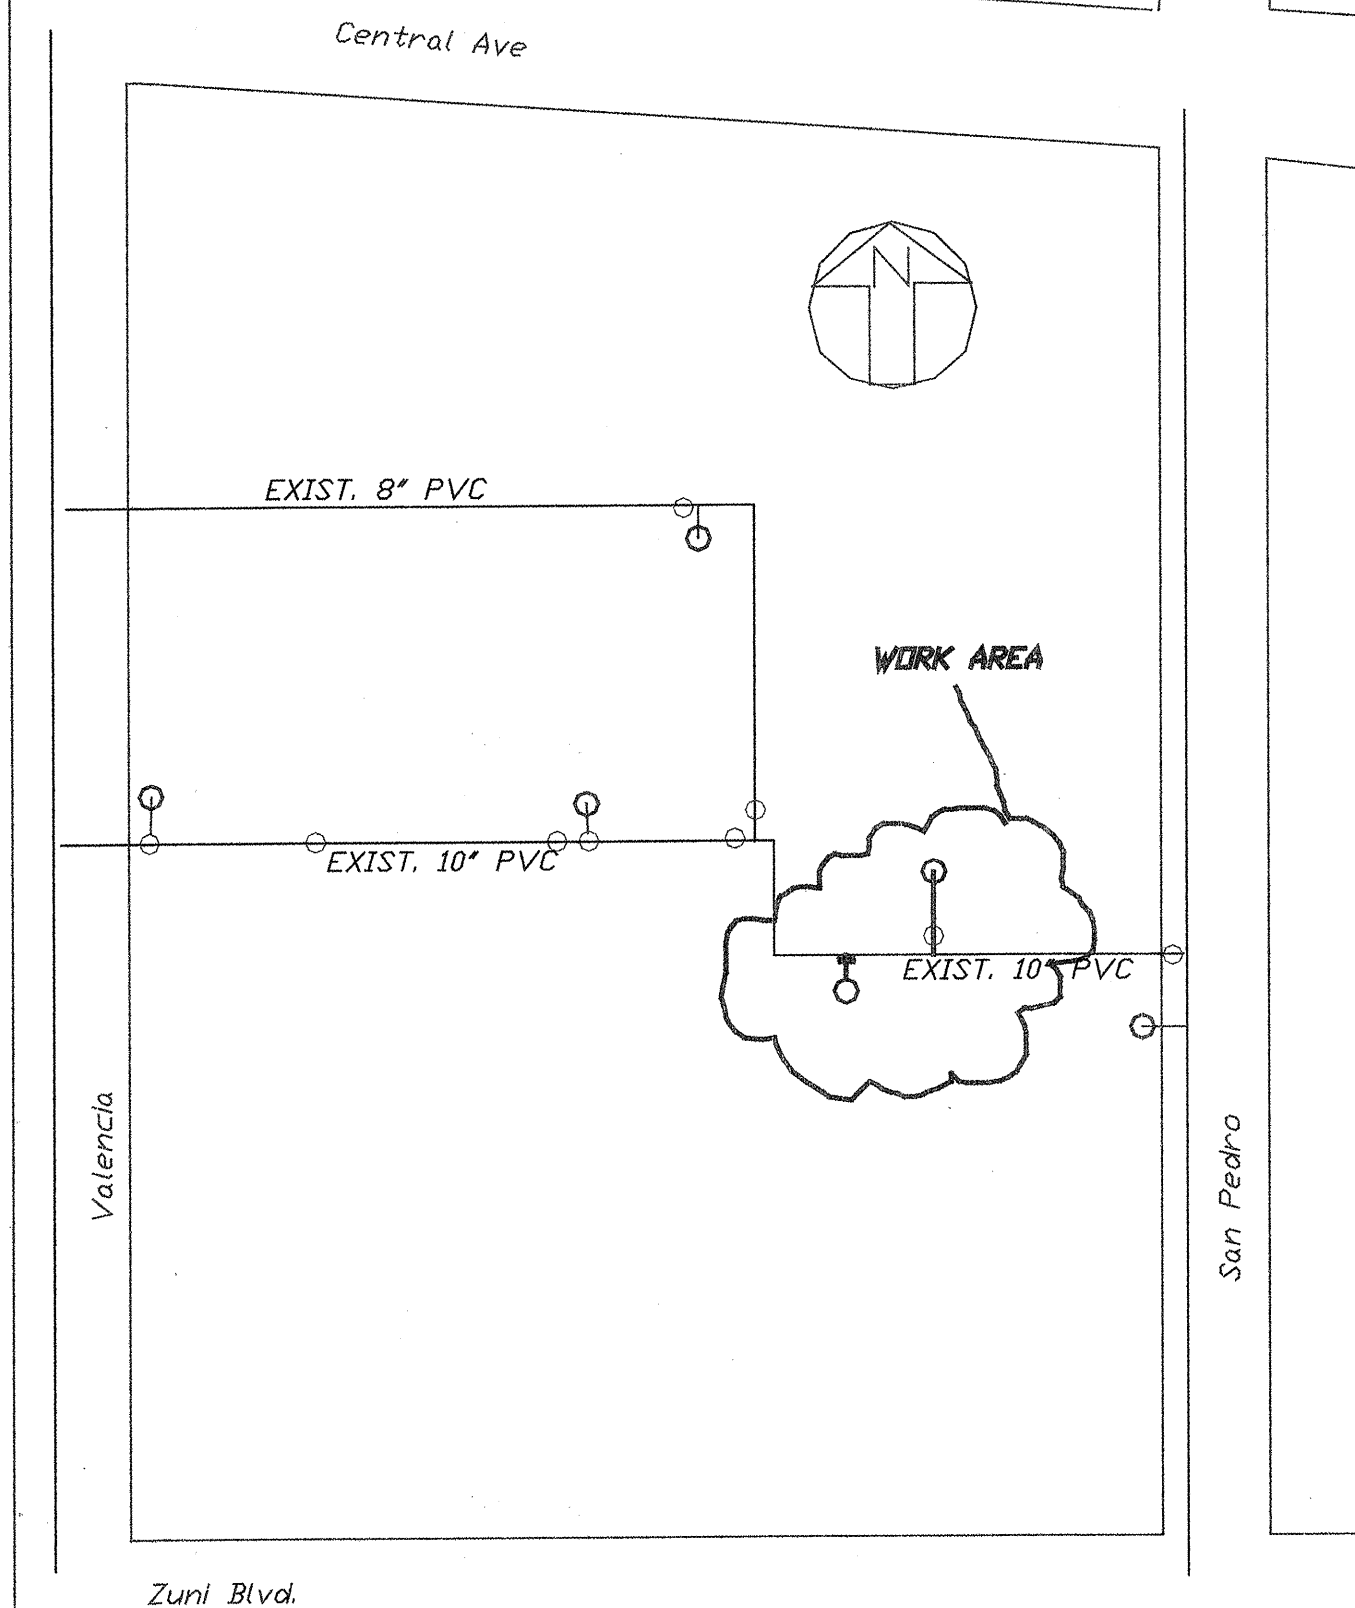 Central Ave
N
EXIST. 8" PVC
WORK AREA
EXIST. 10" PVC
EXIST. 10" PVC
Valencia
San Pedro
Zuni Blvd.